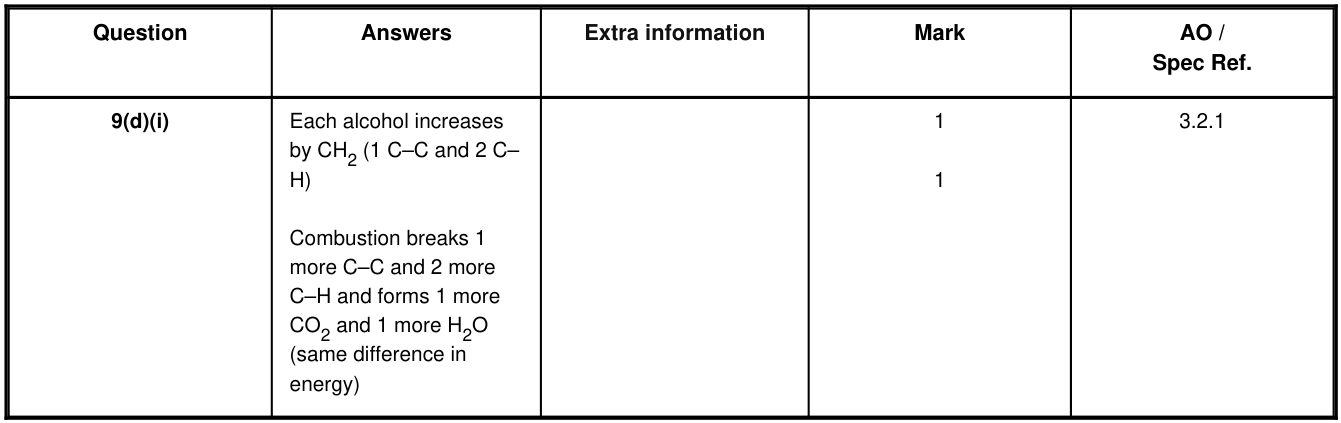 Question Answers Extra information Mark AO /
Spec Ref.
9(d)(i) Each alcohol increases 1 3.2.1
by CH₂ (1 C–C and 2 C–
H) 1
Combustion breaks 1
more C–C and 2 more
C–H and forms 1 more
CO₂ and 1 more H₂O
(same difference in
energy)